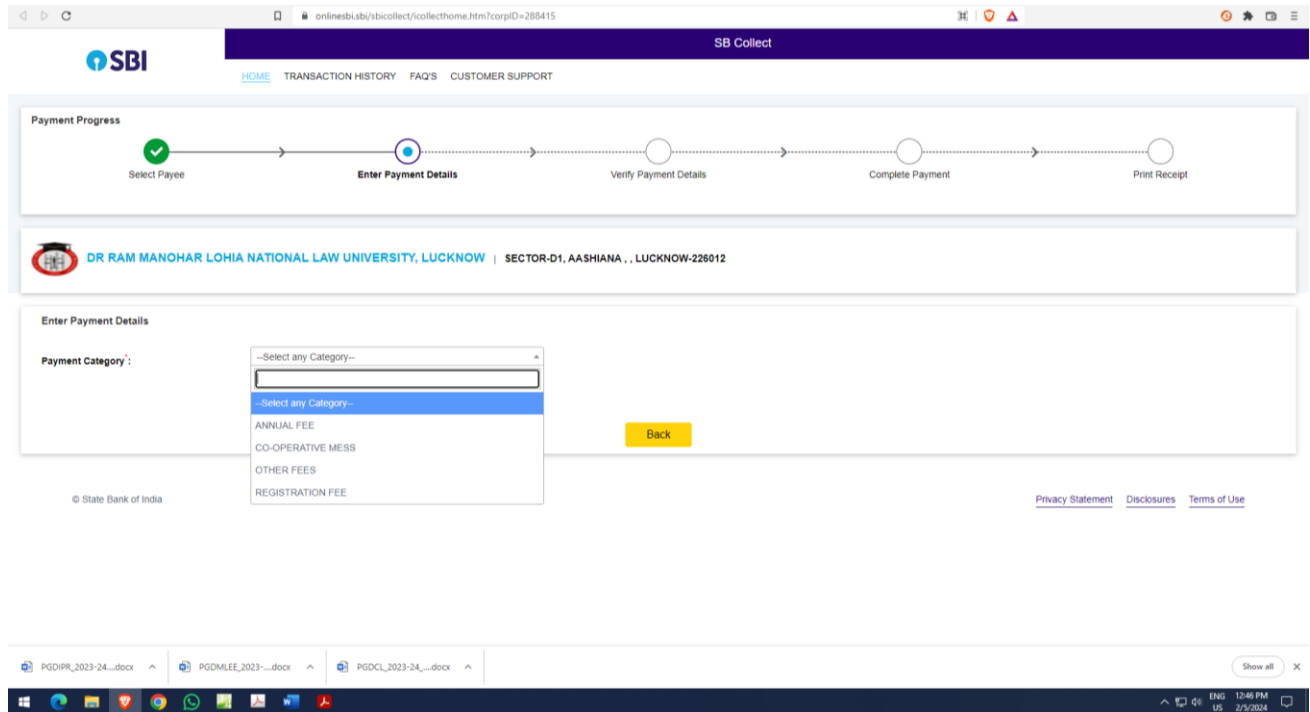 onlinesbi.sbi/sbicollect/icollecthome.htm?corpID=288415
SBI
SB Collect
HOME TRANSACTION HISTORY FAQ'S CUSTOMER SUPPORT
Payment Progress
Select Payee Enter Payment Details Verify Payment Details Complete Payment Print Receipt
DR RAM MANOHAR LOHIA NATIONAL LAW UNIVERSITY, LUCKNOW | SECTOR-D1, AASHIANA , , LUCKNOW-226012
Enter Payment Details
Payment Category * : --Select any Category--
--Select any Category--
ANNUAL FEE
Back
CO-OPERATIVE MESS
OTHER FEES
REGISTRATION FEE
© State Bank of India Privacy Statement Disclosures Terms of Use
PGDIPR_2023-24....docx PGDMLEE_2023-...docx PGDCL_2023-24_....docx Show all
ENG 12:46 PM
US 2/5/2024